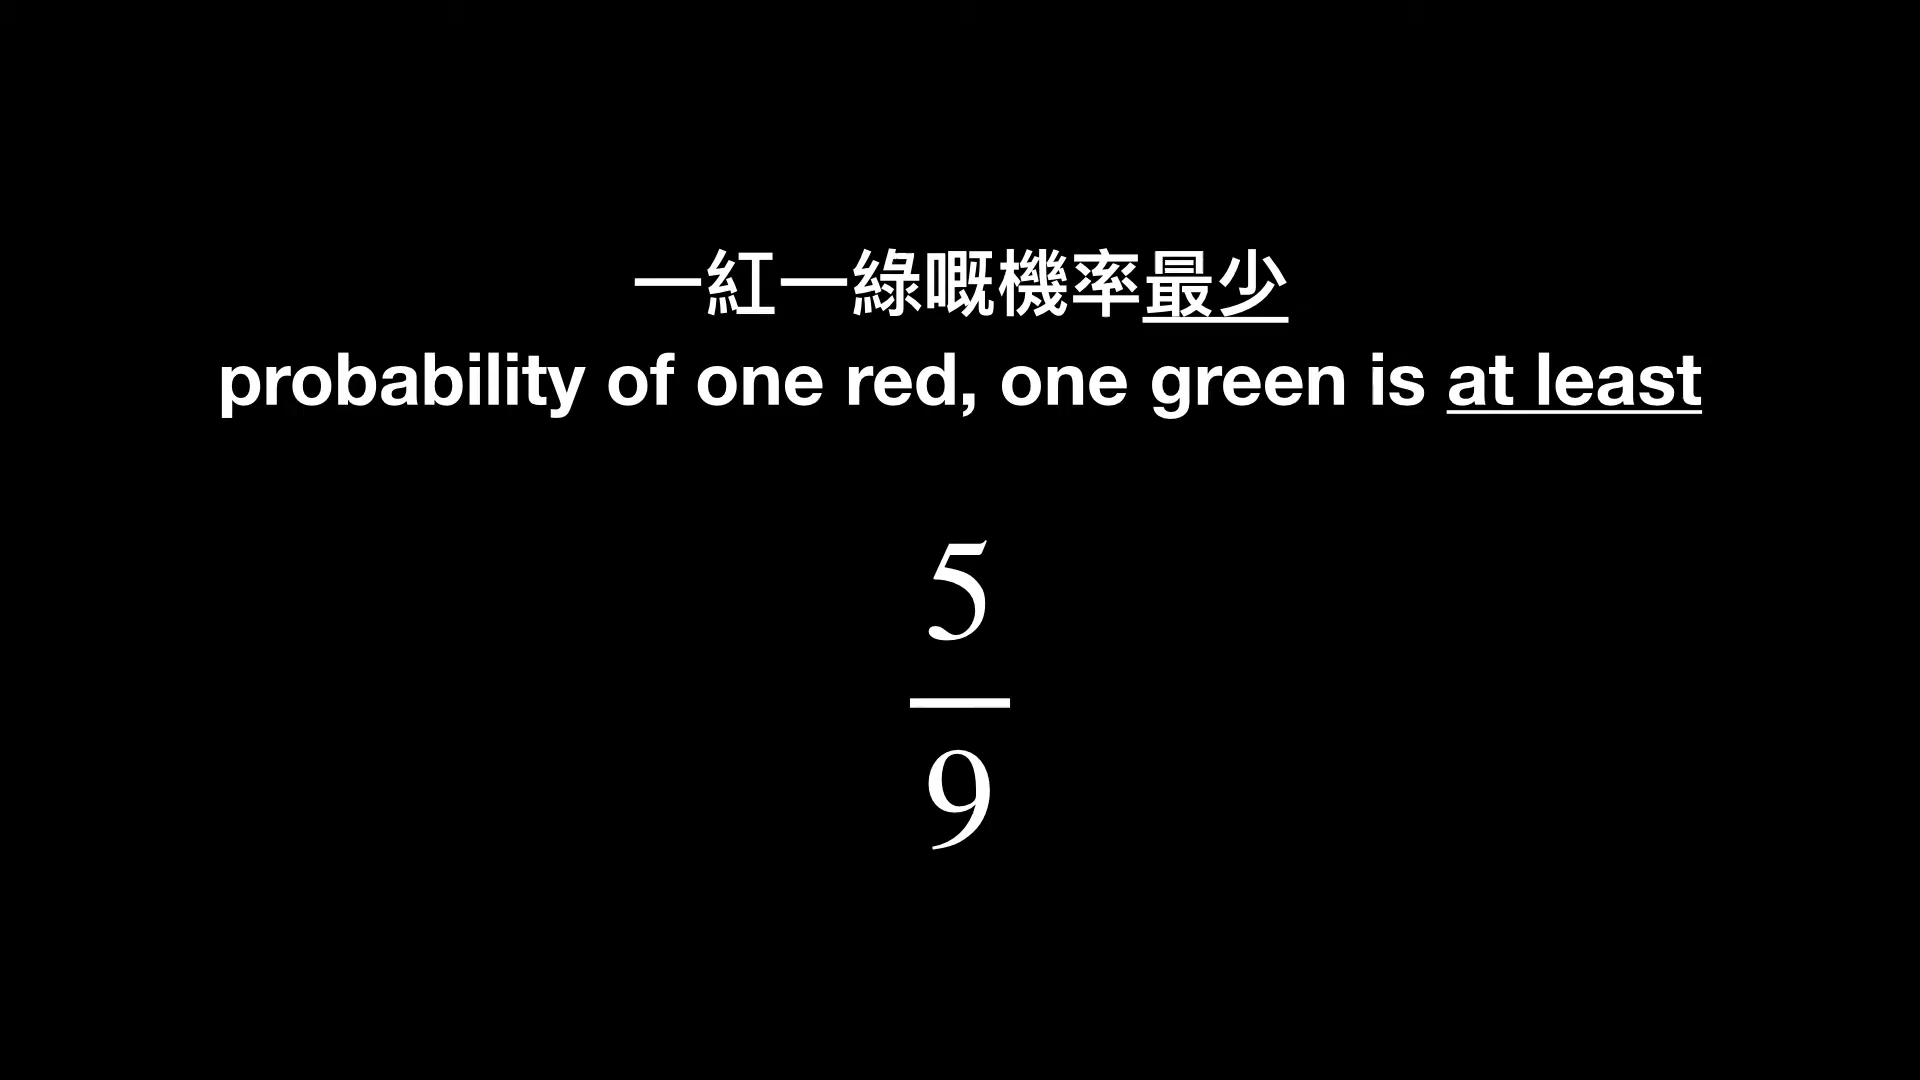 一紅一綠嘅機率最少
probability of one red, one green is at least
5
9